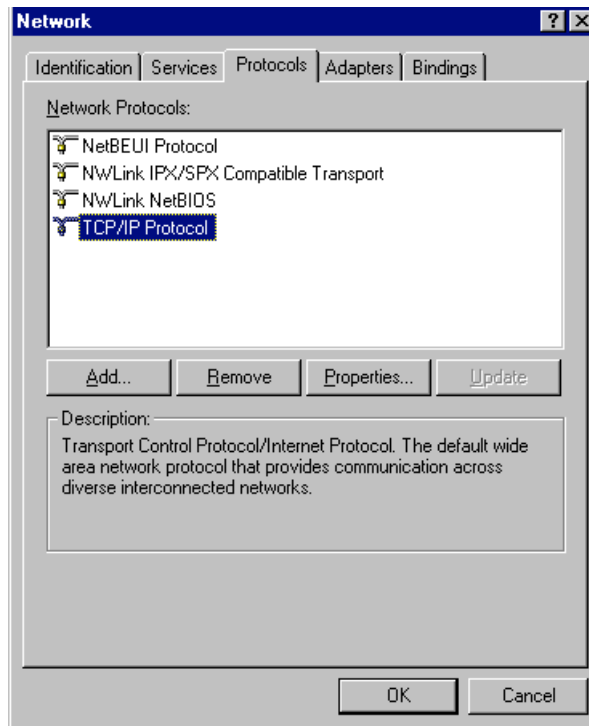 Network
Identification Services Protocols Adapters Bindings
Network Protocols:
NetBEUI Protocol
NWLink IPX/SPX Compatible Transport
NWLink NetBIOS
TCP/IP Protocol
Add... Remove Properties... Update
Description:
Transport Control Protocol/Internet Protocol. The default wide
area network protocol that provides communication across
diverse interconnected networks.
OK Cancel